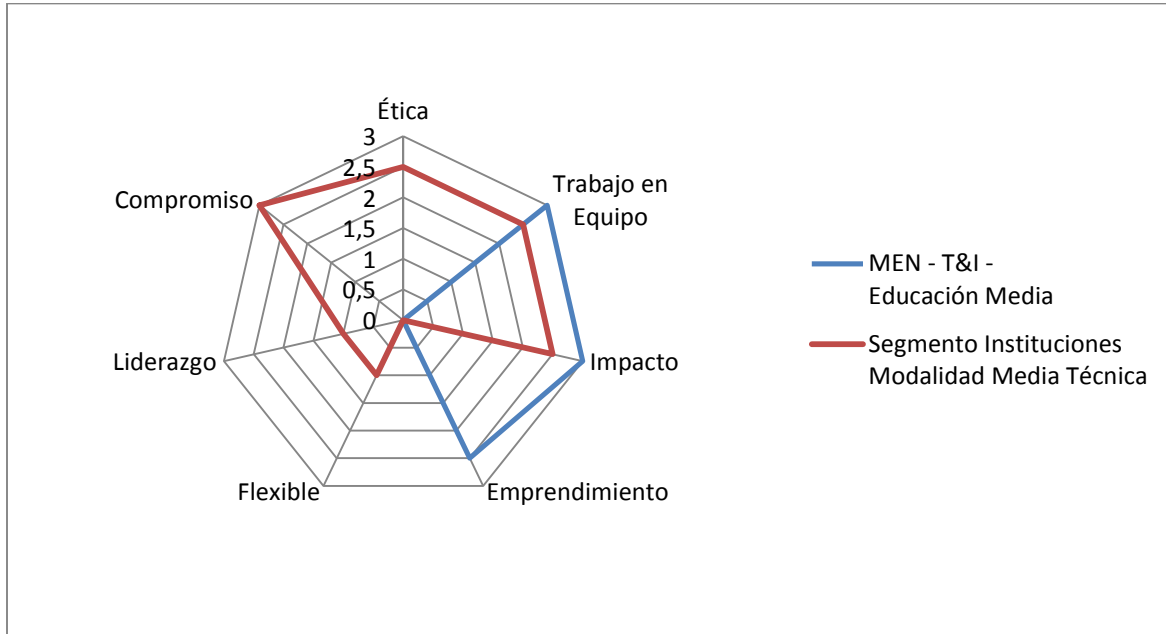 Ética
3
2,5
2
1,5
1
0,5
0
Trabajo en
Equipo
Impacto
Emprendimiento
Flexible
Liderazgo
Compromiso
MEN - T&I -
Educación Media
Segmento Instituciones
Modalidad Media Técnica